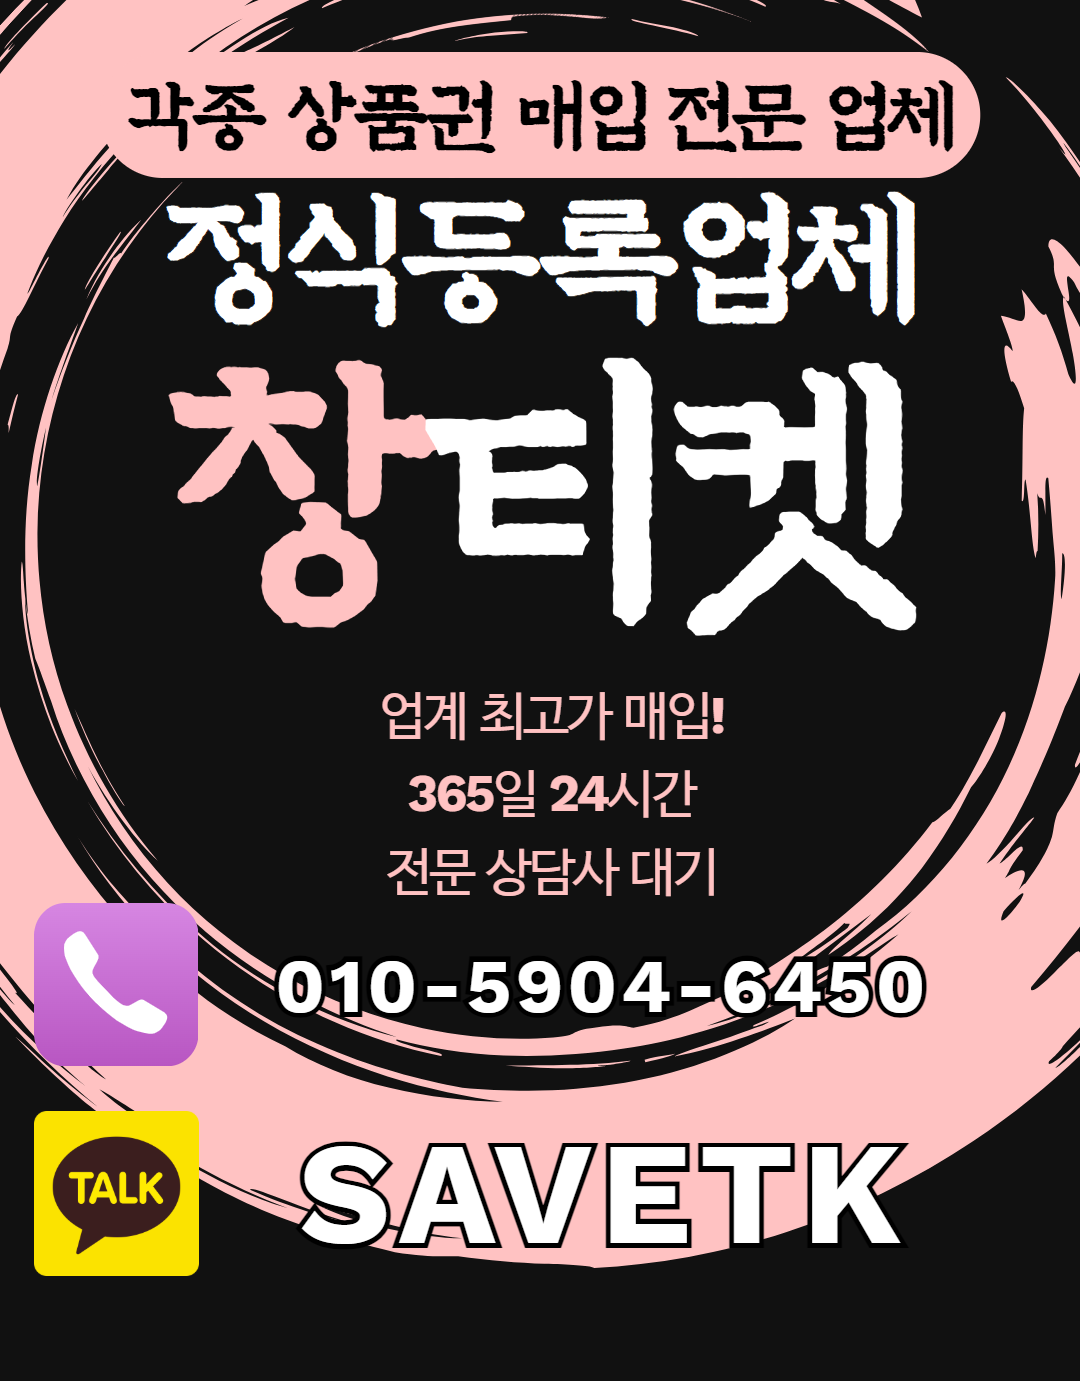 각종 상품권 매입 전문 업체
정식등록업체
창티켓
업계 최고가 매입!
365일 24시간
전문 상담사 대기
010-5904-6450
TALK
SAVETK